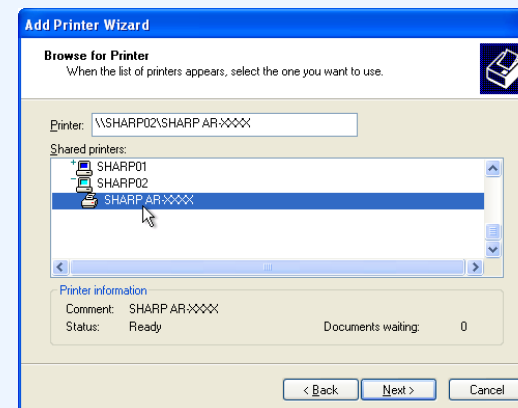 Add Printer Wizard
Browse for Printer
When the list of printers appears, select the one you want to use.
Printer: \\SHARP02\SHARP AR-XXXX
Shared printers:
SHARP01
SHARP02
SHARP AR-XXXX
Printer information
Comment: SHARP AR-XXXX
Status: Ready Documents waiting: 0
< Back Next > Cancel